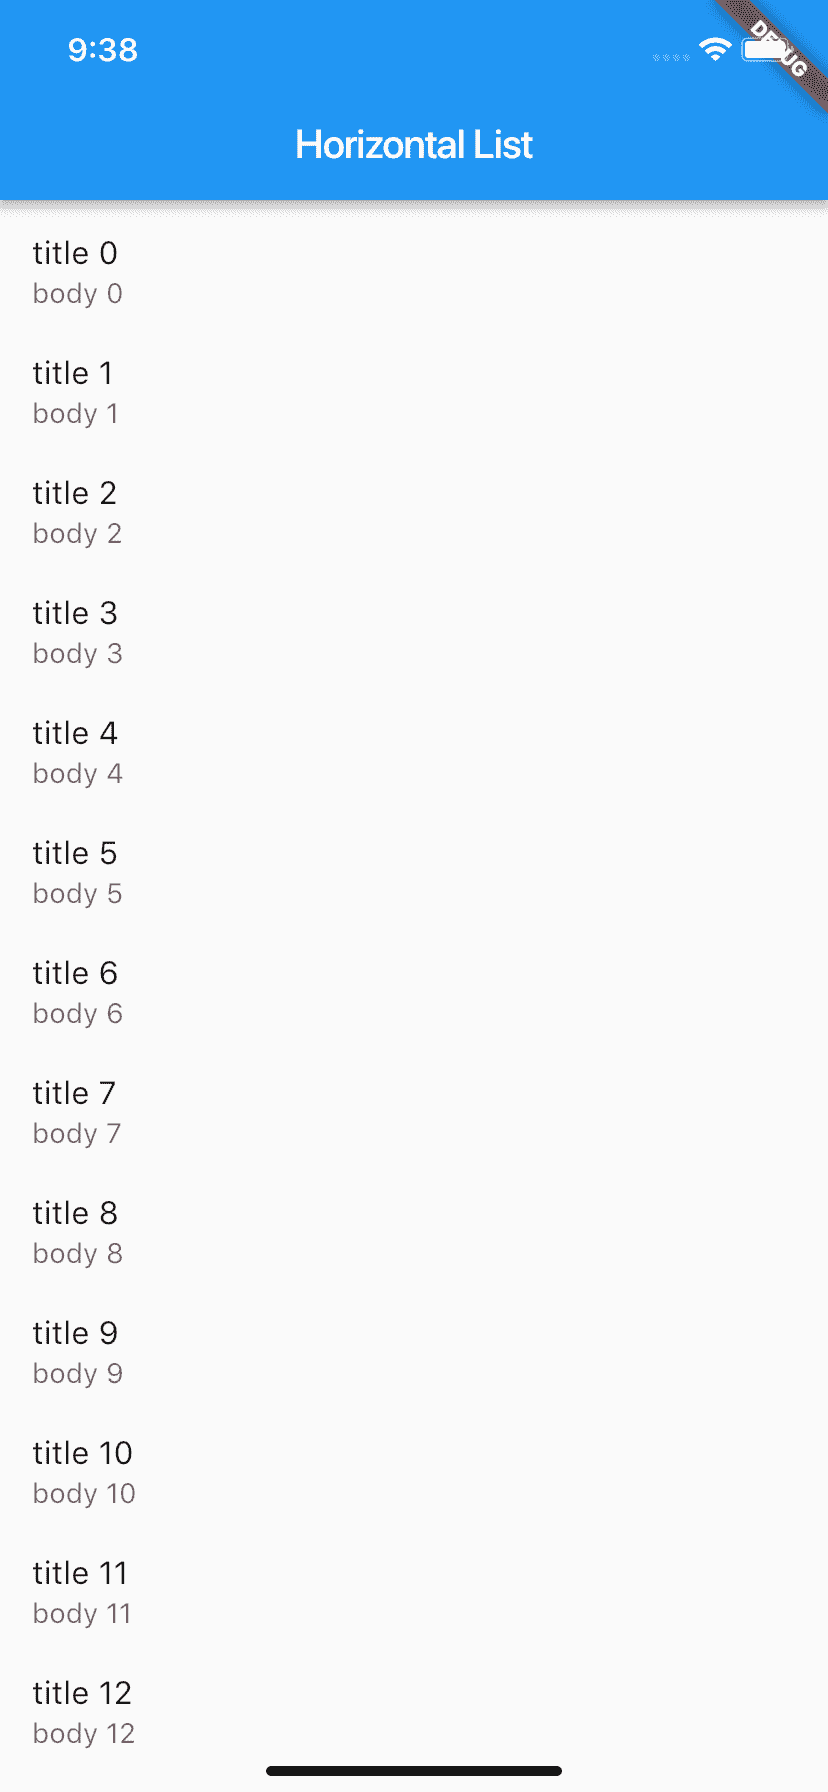 9:38
DEBUG
Horizontal List
title 0
body 0
title 1
body 1
title 2
body 2
title 3
body 3
title 4
body 4
title 5
body 5
title 6
body 6
title 7
body 7
title 8
body 8
title 9
body 9
title 10
body 10
title 11
body 11
title 12
body 12